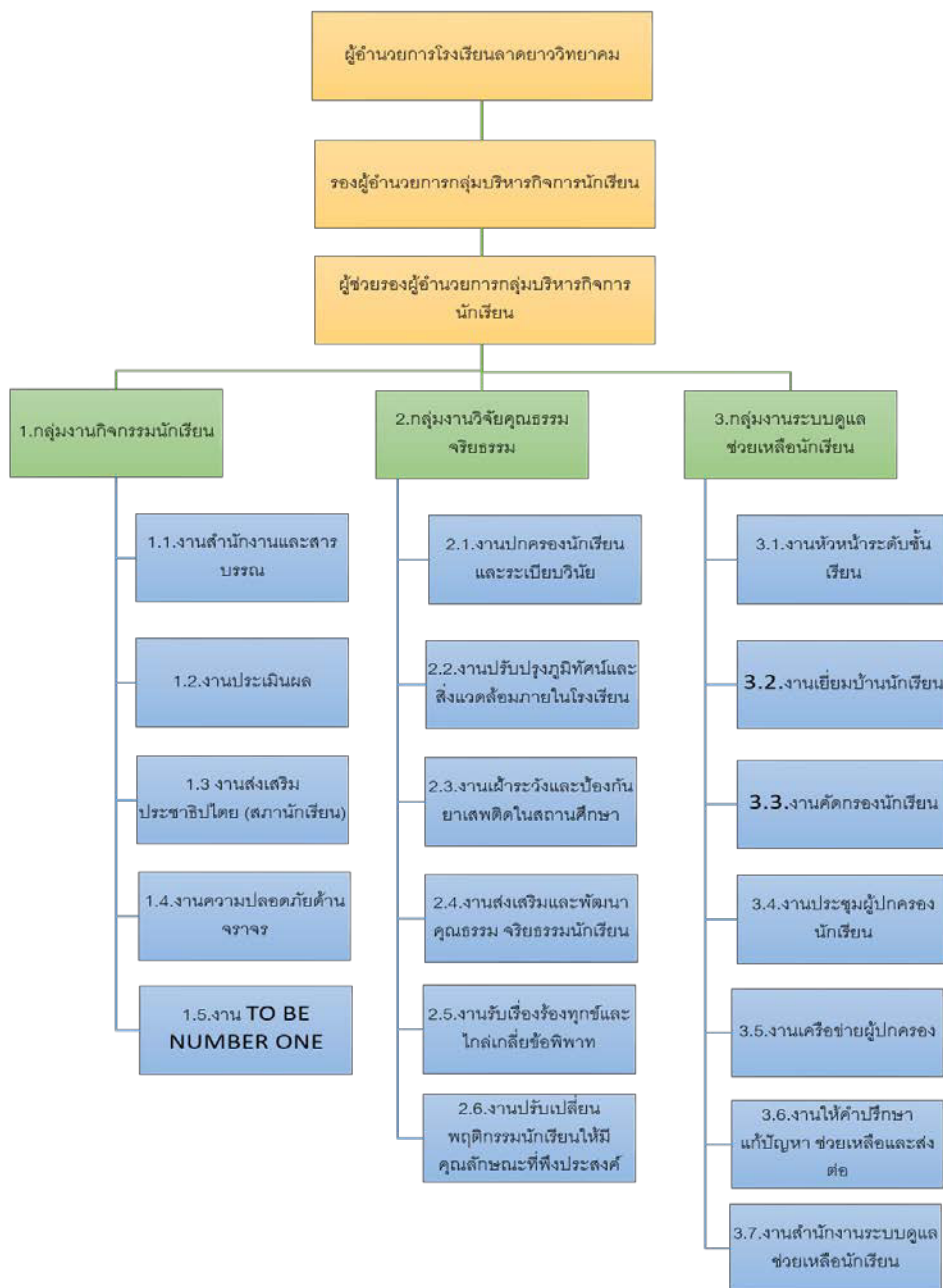 ผู้อำนวยการโรงเรียนลาดยาววิทยาคม
รองผู้อำนวยการกลุ่มบริหารกิจการนักเรียน
ผู้ช่วยรองผู้อำนวยการกลุ่มบริหารกิจการ
นักเรียน
1.กลุ่มงานกิจกรรมนักเรียน
1.1.งานสำนักงานและสาร
บรรณ
1.2.งานประเมินผล
1.3 งานส่งเสริม
ประชาธิปไตย (สภานักเรียน)
1.4.งานความปลอดภัยด้าน
จราจร
1.5.งาน TO BE
NUMBER ONE
2.กลุ่มงานวิจัยคุณธรรม
จริยธรรม
2.1.งานปกครองนักเรียน
และระเบียบวินัย
2.2.งานปรับปรุงภูมิทัศน์และ
สิ่งแวดล้อมภายในโรงเรียน
2.3.งานเฝ้าระวังและป้องกัน
ยาเสพติดในสถานศึกษา
2.4.งานส่งเสริมและพัฒนา
คุณธรรม จริยธรรมนักเรียน
2.5.งานรับเรื่องร้องทุกข์และ
ไกล่เกลี่ยข้อพิพาท
2.6.งานปรับเปลี่ยน
พฤติกรรมนักเรียนให้มี
คุณลักษณะที่พึงประสงค์
3.กลุ่มงานระบบดูแล
ช่วยเหลือนักเรียน
3.1.งานหัวหน้าระดับชั้น
เรียน
3.2.งานเยี่ยมบ้านนักเรียน
3.3.งานคัดกรองนักเรียน
3.4.งานประชุมผู้ปกครอง
นักเรียน
3.5.งานเครือข่ายผู้ปกครอง
3.6.งานให้คำปรึกษา
แก้ปัญหา ช่วยเหลือและส่ง
ต่อ
3.7.งานสำนักงานระบบดูแล
ช่วยเหลือนักเรียน